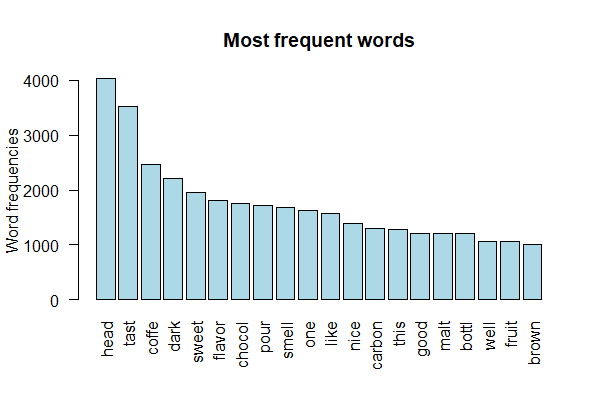 Most frequent words
Word frequencies
4000
3000
2000
1000
0
head
tast
coffe
dark
sweet
flavor
chocol
pour
smell
one
like
nice
carbon
this
good
malt
bottl
well
fruit
brown